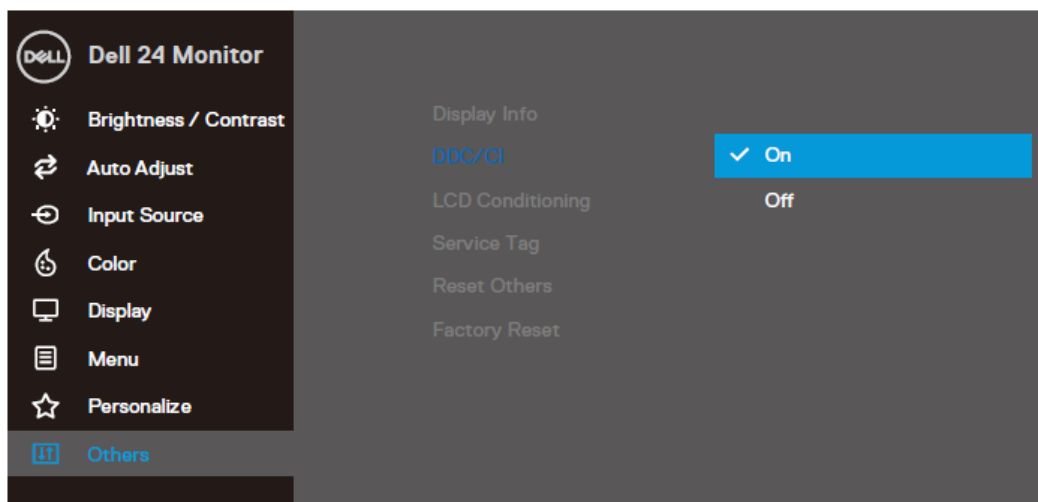 DELL Dell 24 Monitor
Brightness / Contrast
Auto Adjust
Input Source
Color
Display
Menu
Personalize
Others
Display Info
DDC/CI
LCD Conditioning
Service Tag
Reset Others
Factory Reset
On
Off